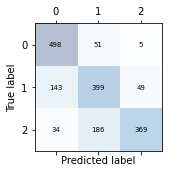 0 1 2
0 498 51 5
1 143 399 49
2 34 186 369
True label
Predicted label